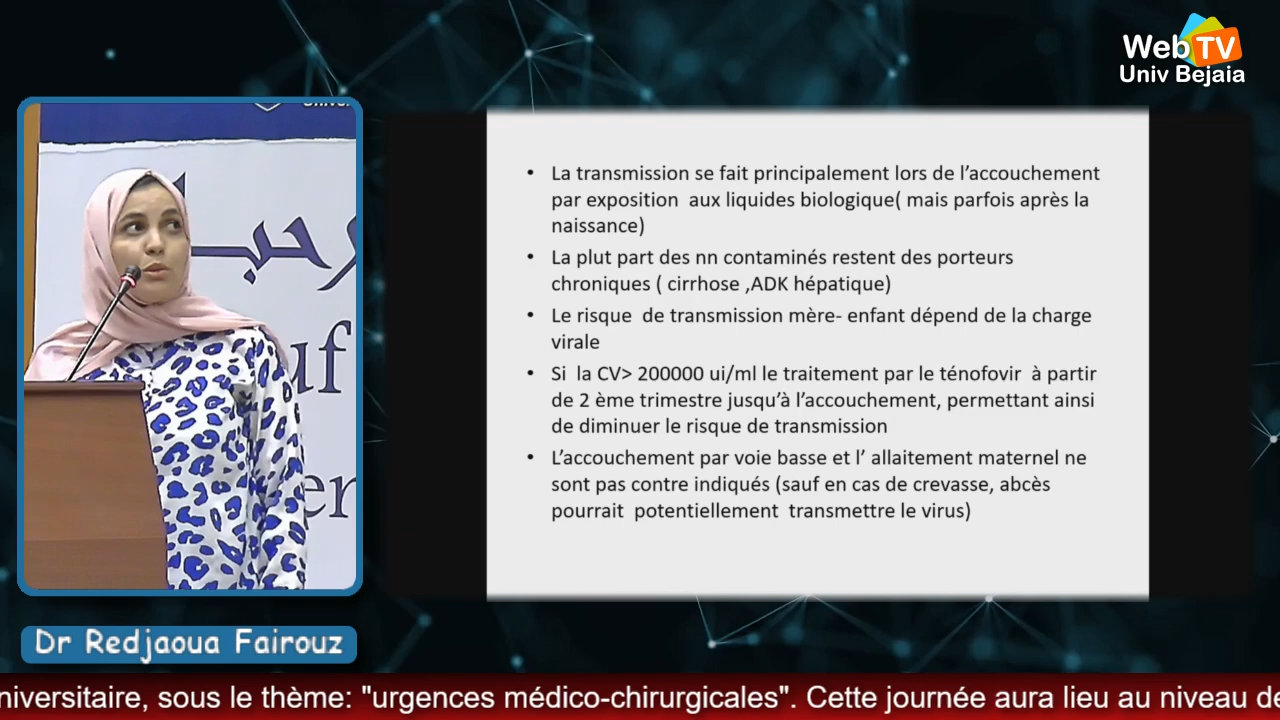 Web TV
Univ Bejaia
• La transmission se fait principalement lors de l’accouchement
par exposition aux liquides biologique( mais parfois après la
naissance)
• La plut part des nn contaminés restent des porteurs
chroniques ( cirrhose ,ADK hépatique)
• Le risque de transmission mère- enfant dépend de la charge
virale
• Si la CV> 200000 ui/ml le traitement par le ténofovir à partir
de 2 ème trimestre jusqu’à l’accouchement, permettant ainsi
de diminuer le risque de transmission
• L’accouchement par voie basse et l’ allaitement maternel ne
sont pas contre indiqués (sauf en cas de crevasse, abcès
pourrait potentiellement transmettre le virus)
Dr Redjaoua Fairouz
niversitaire, sous le thème: "urgences médico-chirurgicales". Cette journée aura lieu au niveau de